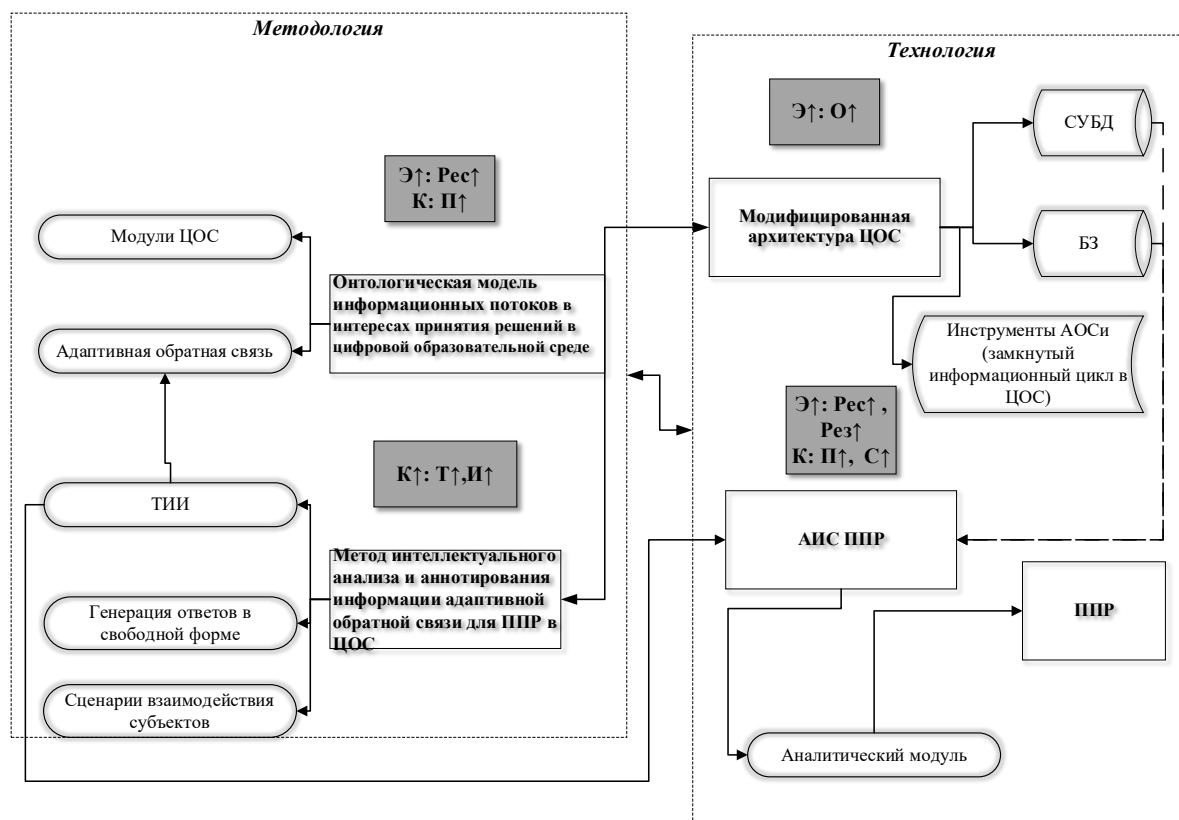 Методология
Э↑: Рес↑
К: П↑
Модули ЦОС
Онтологическая модель
информационных потоков в
интересах принятия решений в
цифровой образовательной среде
Адаптивная обратная связь
К↑: Т↑,И↑
ТИИ
Метод интеллектуального
анализа и аннотирования
информации адаптивной
обратной связи для ППР в
ЦОС
Генерация ответов в
свободной форме
Сценарии взаимодействия
субъектов
Технология
Э↑: О↑
СУБД
Модифицированная
архитектура ЦОС
БЗ
Инструменты АОСи
(замкнутый
информационный цикл в
ЦОС)
Э↑: Рес↑ ,
Рез↑
К: П↑, С↑
АИС ППР
ППР
Аналитический модуль